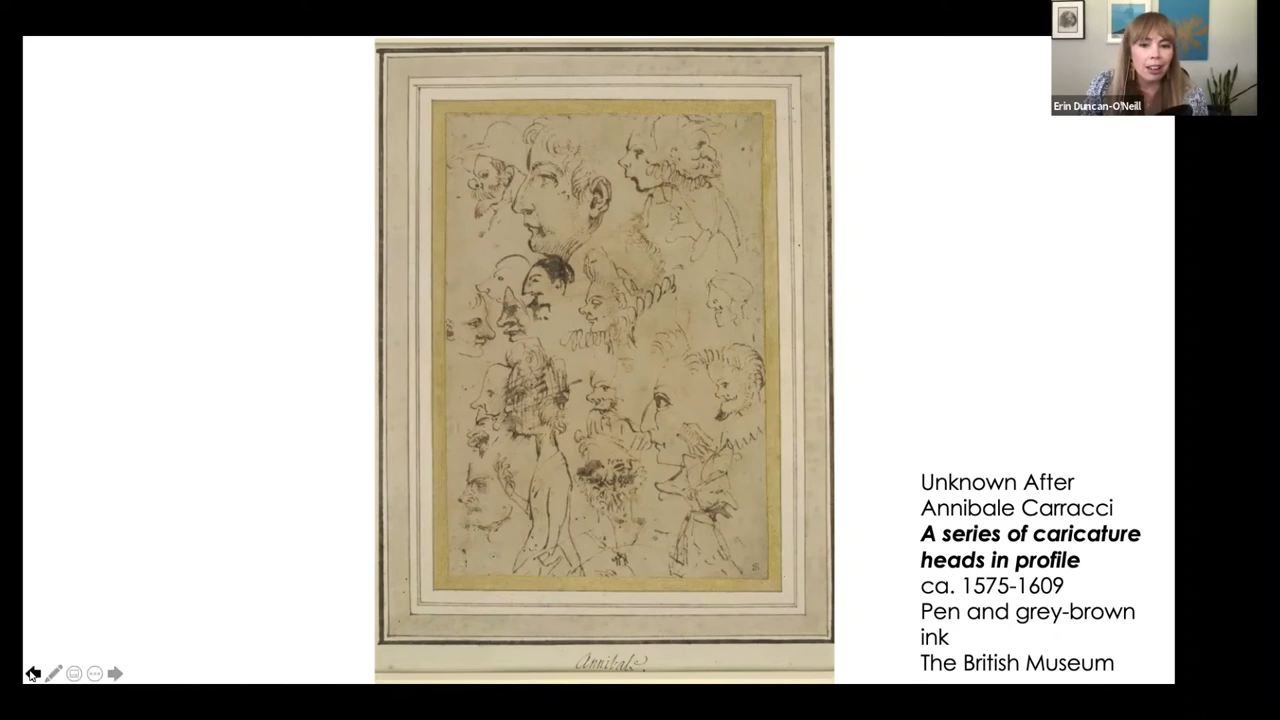 Erin Duncan-O'Neill
Unknown After
Annibale Carracci
A series of caricature
heads in profile
ca. 1575-1609
Pen and grey-brown
ink
The British Museum
Annibale